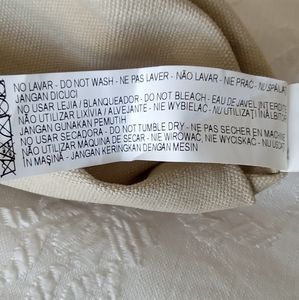 NO LAVAR - DO NOT WASH - NE PAS LAVER - NÃO LAVAR - NIE PRAĆ - NU SPĂLA
JANGAN DICUCI
NO USAR LEJIA / BLANQUEADOR - DO NOT BLEACH - EAU DE JAVEL INTERDITE
NÃO UTILIZAR LIXÍVIA / ALVEJANTE - NIE WYBIELAĆ - NU UTILIZAȚI ÎNĂLBITOR
JANGAN GUNAKAN PEMUTIH
NO USAR SECADORA - DO NOT TUMBLE DRY - NE PAS SECHER EN MACHINE
NÃO UTILIZAR MÁQUINA DE SECAR - NIE WIROWAĆ, NIE WYCISKAĆ - NU USCAȚI
ÎN MAȘINĂ - JANGAN KERINGKAN DENGAN MESIN